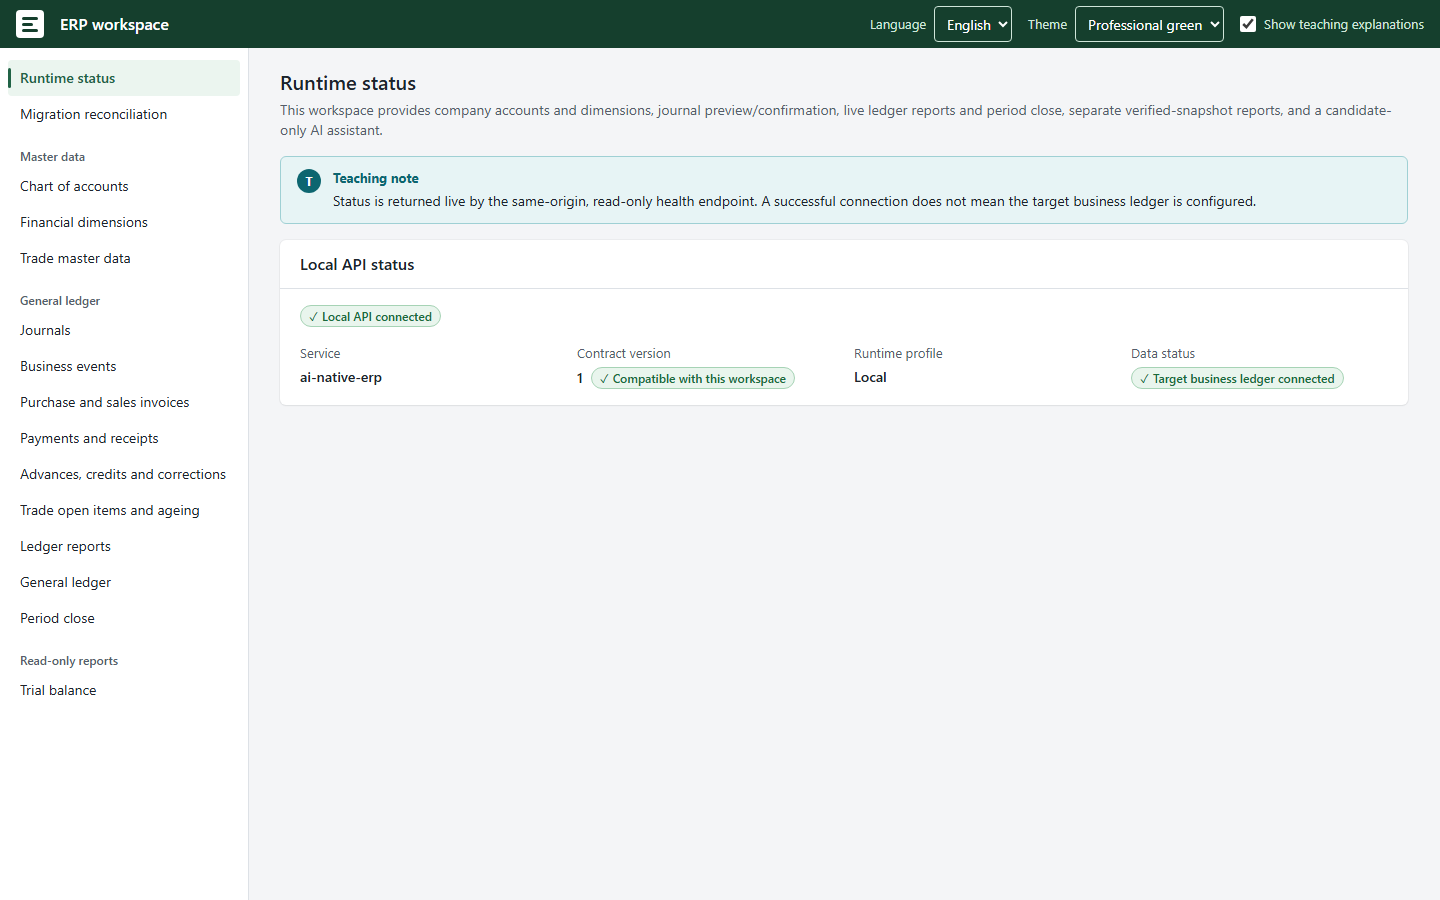 ERP workspace
Language
English
Theme
Professional green
Show teaching explanations
Runtime status
Migration reconciliation
Master data
Chart of accounts
Financial dimensions
Trade master data
General ledger
Journals
Business events
Purchase and sales invoices
Payments and receipts
Advances, credits and corrections
Trade open items and ageing
Ledger reports
General ledger
Period close
Read-only reports
Trial balance
Runtime status
This workspace provides company accounts and dimensions, journal preview/confirmation, live ledger reports and period close, separate verified-snapshot reports, and a candidate-
only AI assistant.
T
Teaching note
Status is returned live by the same-origin, read-only health endpoint. A successful connection does not mean the target business ledger is configured.
Local API status
✓ Local API connected
Service
ai-native-erp
Contract version
1 ✓ Compatible with this workspace
Runtime profile
Local
Data status
✓ Target business ledger connected